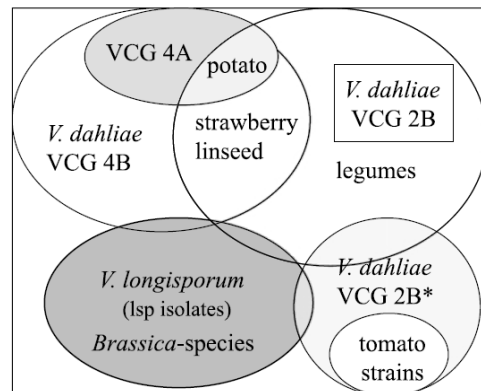 VCG 4A
potato
V. dahliae
VCG 4B
strawberry
linseed
V. dahliae
VCG 2B
legumes
V. longisporum
(lsp isolates)
Brassica-species
V. dahliae
VCG 2B*
tomato
strains